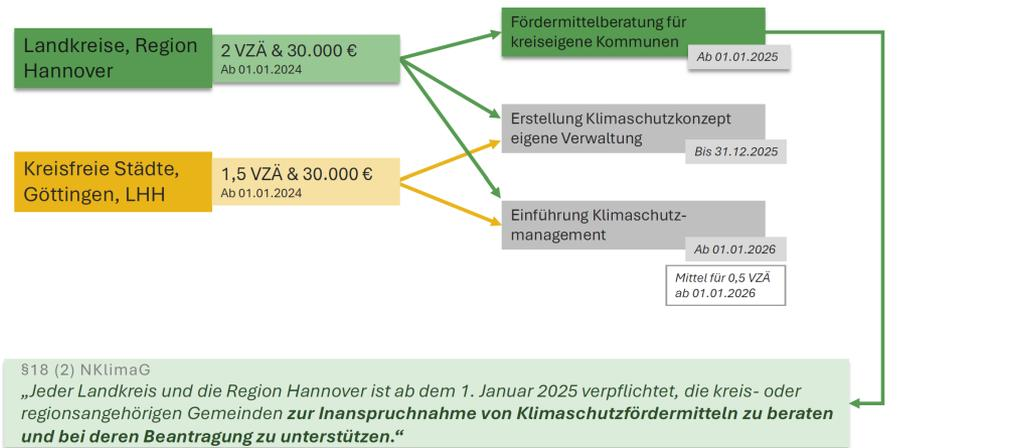 Landkreise, Region
Hannover
2 VZÄ & 30.000 €
Ab 01.01.2024
Fördermittelberatung für
kreiseigene Kommunen
Ab 01.01.2025
Erstellung Klimaschutzkonzept
eigene Verwaltung
Bis 31.12.2025
Kreisfreie Städte,
Göttingen, LHH
1,5 VZÄ & 30.000 €
Ab 01.01.2024
Einführung Klimaschutz-
management
Ab 01.01.2026
Mittel für 0,5 VZÄ
ab 01.01.2026
§18 (2) NKlimaG
„Jeder Landkreis und die Region Hannover ist ab dem 1. Januar 2025 verpflichtet, die kreis- oder
regionsangehörigen Gemeinden zur Inanspruchnahme von Klimaschutzfördermitteln zu beraten
und bei deren Beantragung zu unterstützen.“